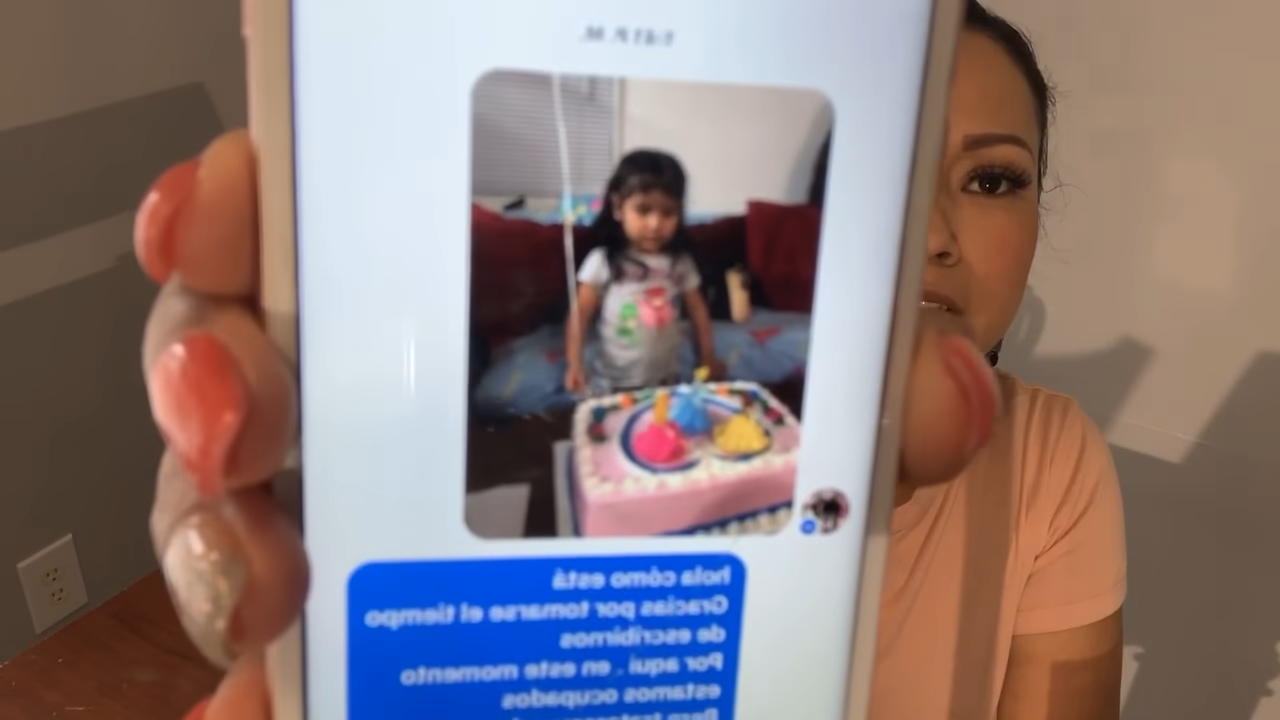 hola cómo está
Gracias por tomarse el tiempo
de escribirnos
Por aquí , en este momento
estamos ocupados